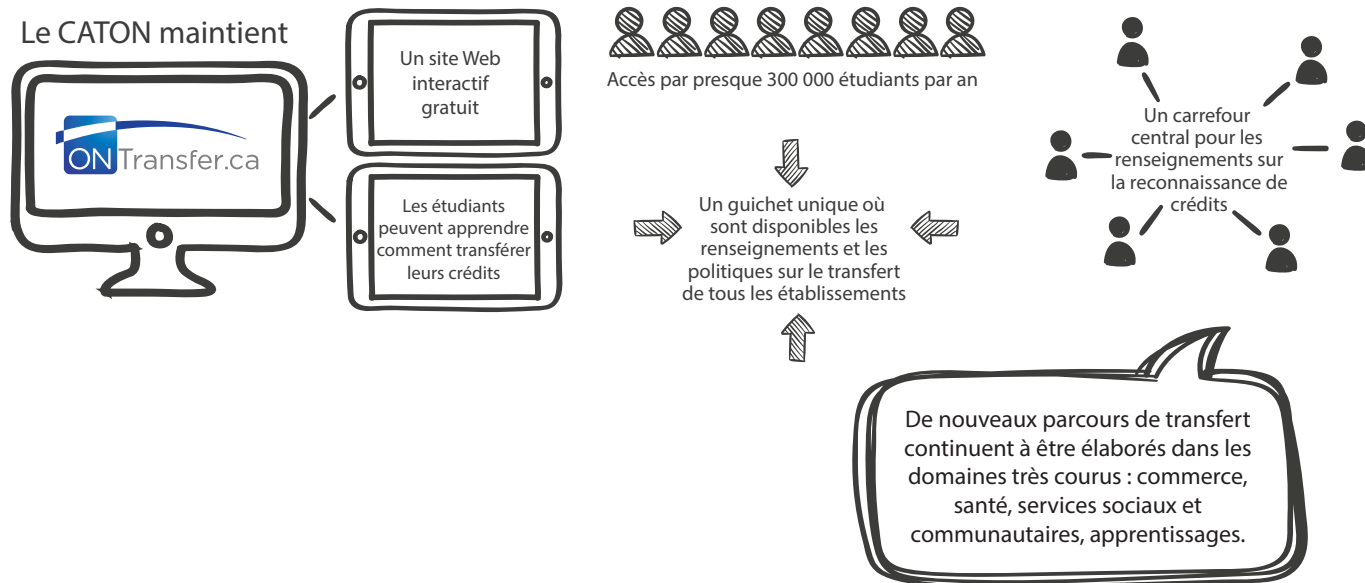 Le CATON maintient
ONTransfer.ca
Un site Web
interactif
gratuit
Les étudiants
peuvent apprendre
comment transférer
leurs crédits
Accès par presque 300 000 étudiants par an
Un guichet unique où
sont disponibles les
renseignements et les
politiques sur le transfert
de tous les établissements
Un carrefour
central pour les
renseignements sur
la reconnaissance de
crédits
De nouveaux parcours de transfert
continuent à être élaborés dans les
domaines très courus : commerce,
santé, services sociaux et
communautaires, apprentissages.